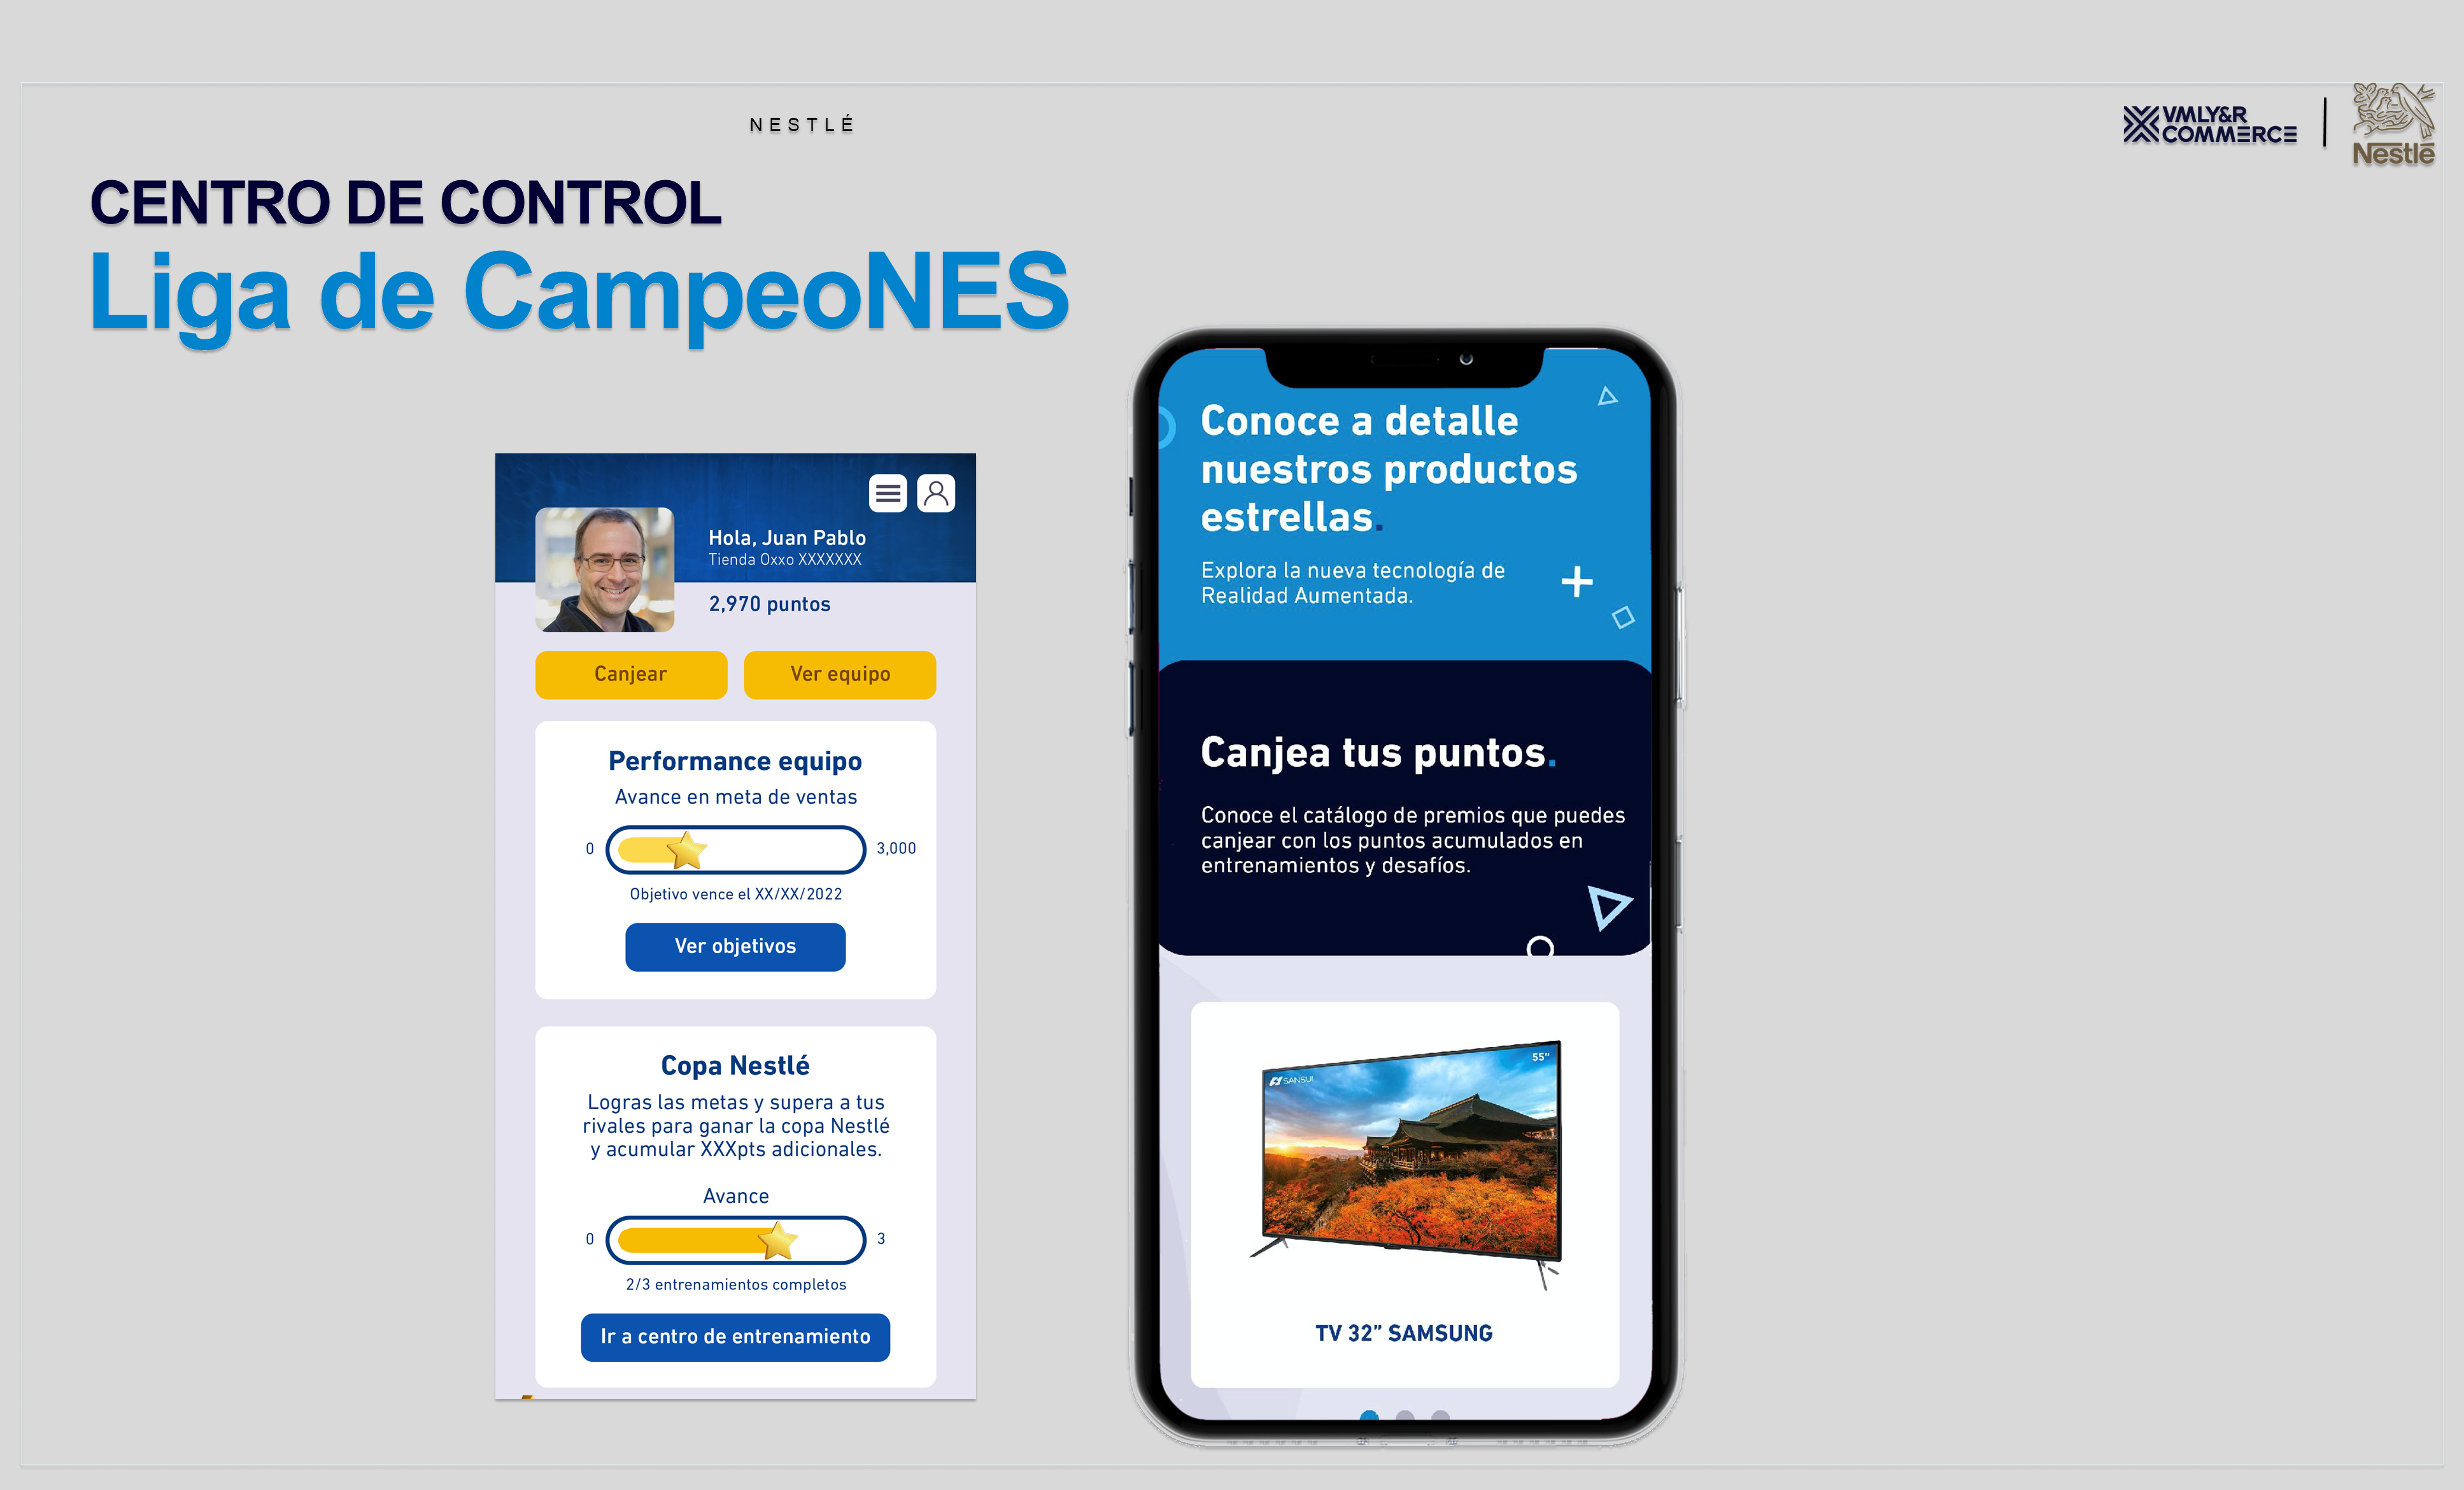 NESTLÉ
VMLY&R
COMMERCE
Nestlé
CENTRO DE CONTROL
Liga de CampeoNES
Hola, Juan Pablo
Tienda Oxxo XXXXXXX
2,970 puntos
Canjear
Ver equipo
Performance equipo
Avance en meta de ventas
0
3,000
Objetivo vence el XX/XX/2022
Ver objetivos
Copa Nestlé
Logras las metas y supera a tus
rivales para ganar la copa Nestlé
y acumular XXXpts adicionales.
Avance
0
3
2/3 entrenamientos completos
Ir a centro de entrenamiento
Conoce a detalle
nuestros productos
estrellas.
Explora la nueva tecnología de
Realidad Aumentada.
Canjea tus puntos.
Conoce el catálogo de premios que puedes
canjear con los puntos acumulados en
entrenamientos y desafíos.
SANSUI
55"
TV 32” SAMSUNG